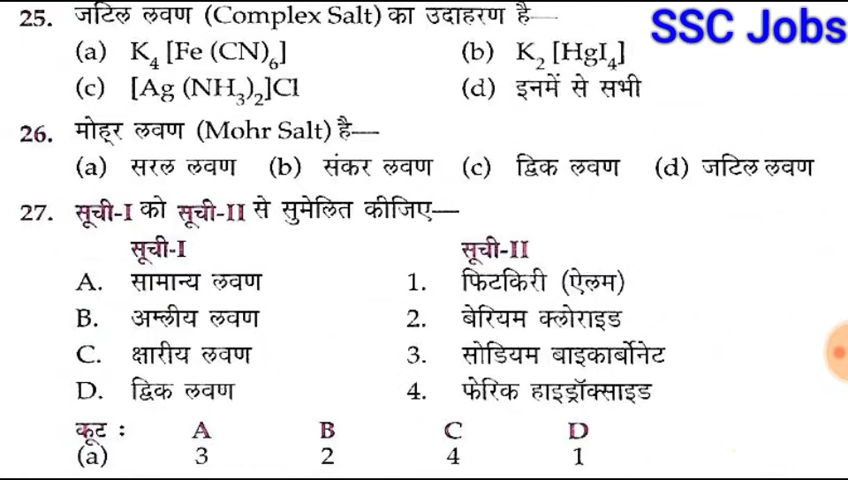 SSC Jobs
25. जटिल लवण (Complex Salt) का उदाहरण है—
(a) K₄ [Fe (CN)₆] (b) K₂ [HgI₄]
(c) [Ag (NH₃)₂]Cl (d) इनमें से सभी
26. मोह्र लवण (Mohr Salt) है—
(a) सरल लवण (b) संकर लवण (c) द्विक लवण (d) जटिल लवण
27. सूची-I को सूची-II से सुमेलित कीजिए—
सूची-I सूची-II
A. सामान्य लवण 1. फिटकिरी (ऐलम)
B. अम्लीय लवण 2. बेरियम क्लोराइड
C. क्षारीय लवण 3. सोडियम बाइकार्बोनेट
D. द्विक लवण 4. फेरिक हाइड्रॉक्साइड
कूट : A B C D
(a) 3 2 4 1